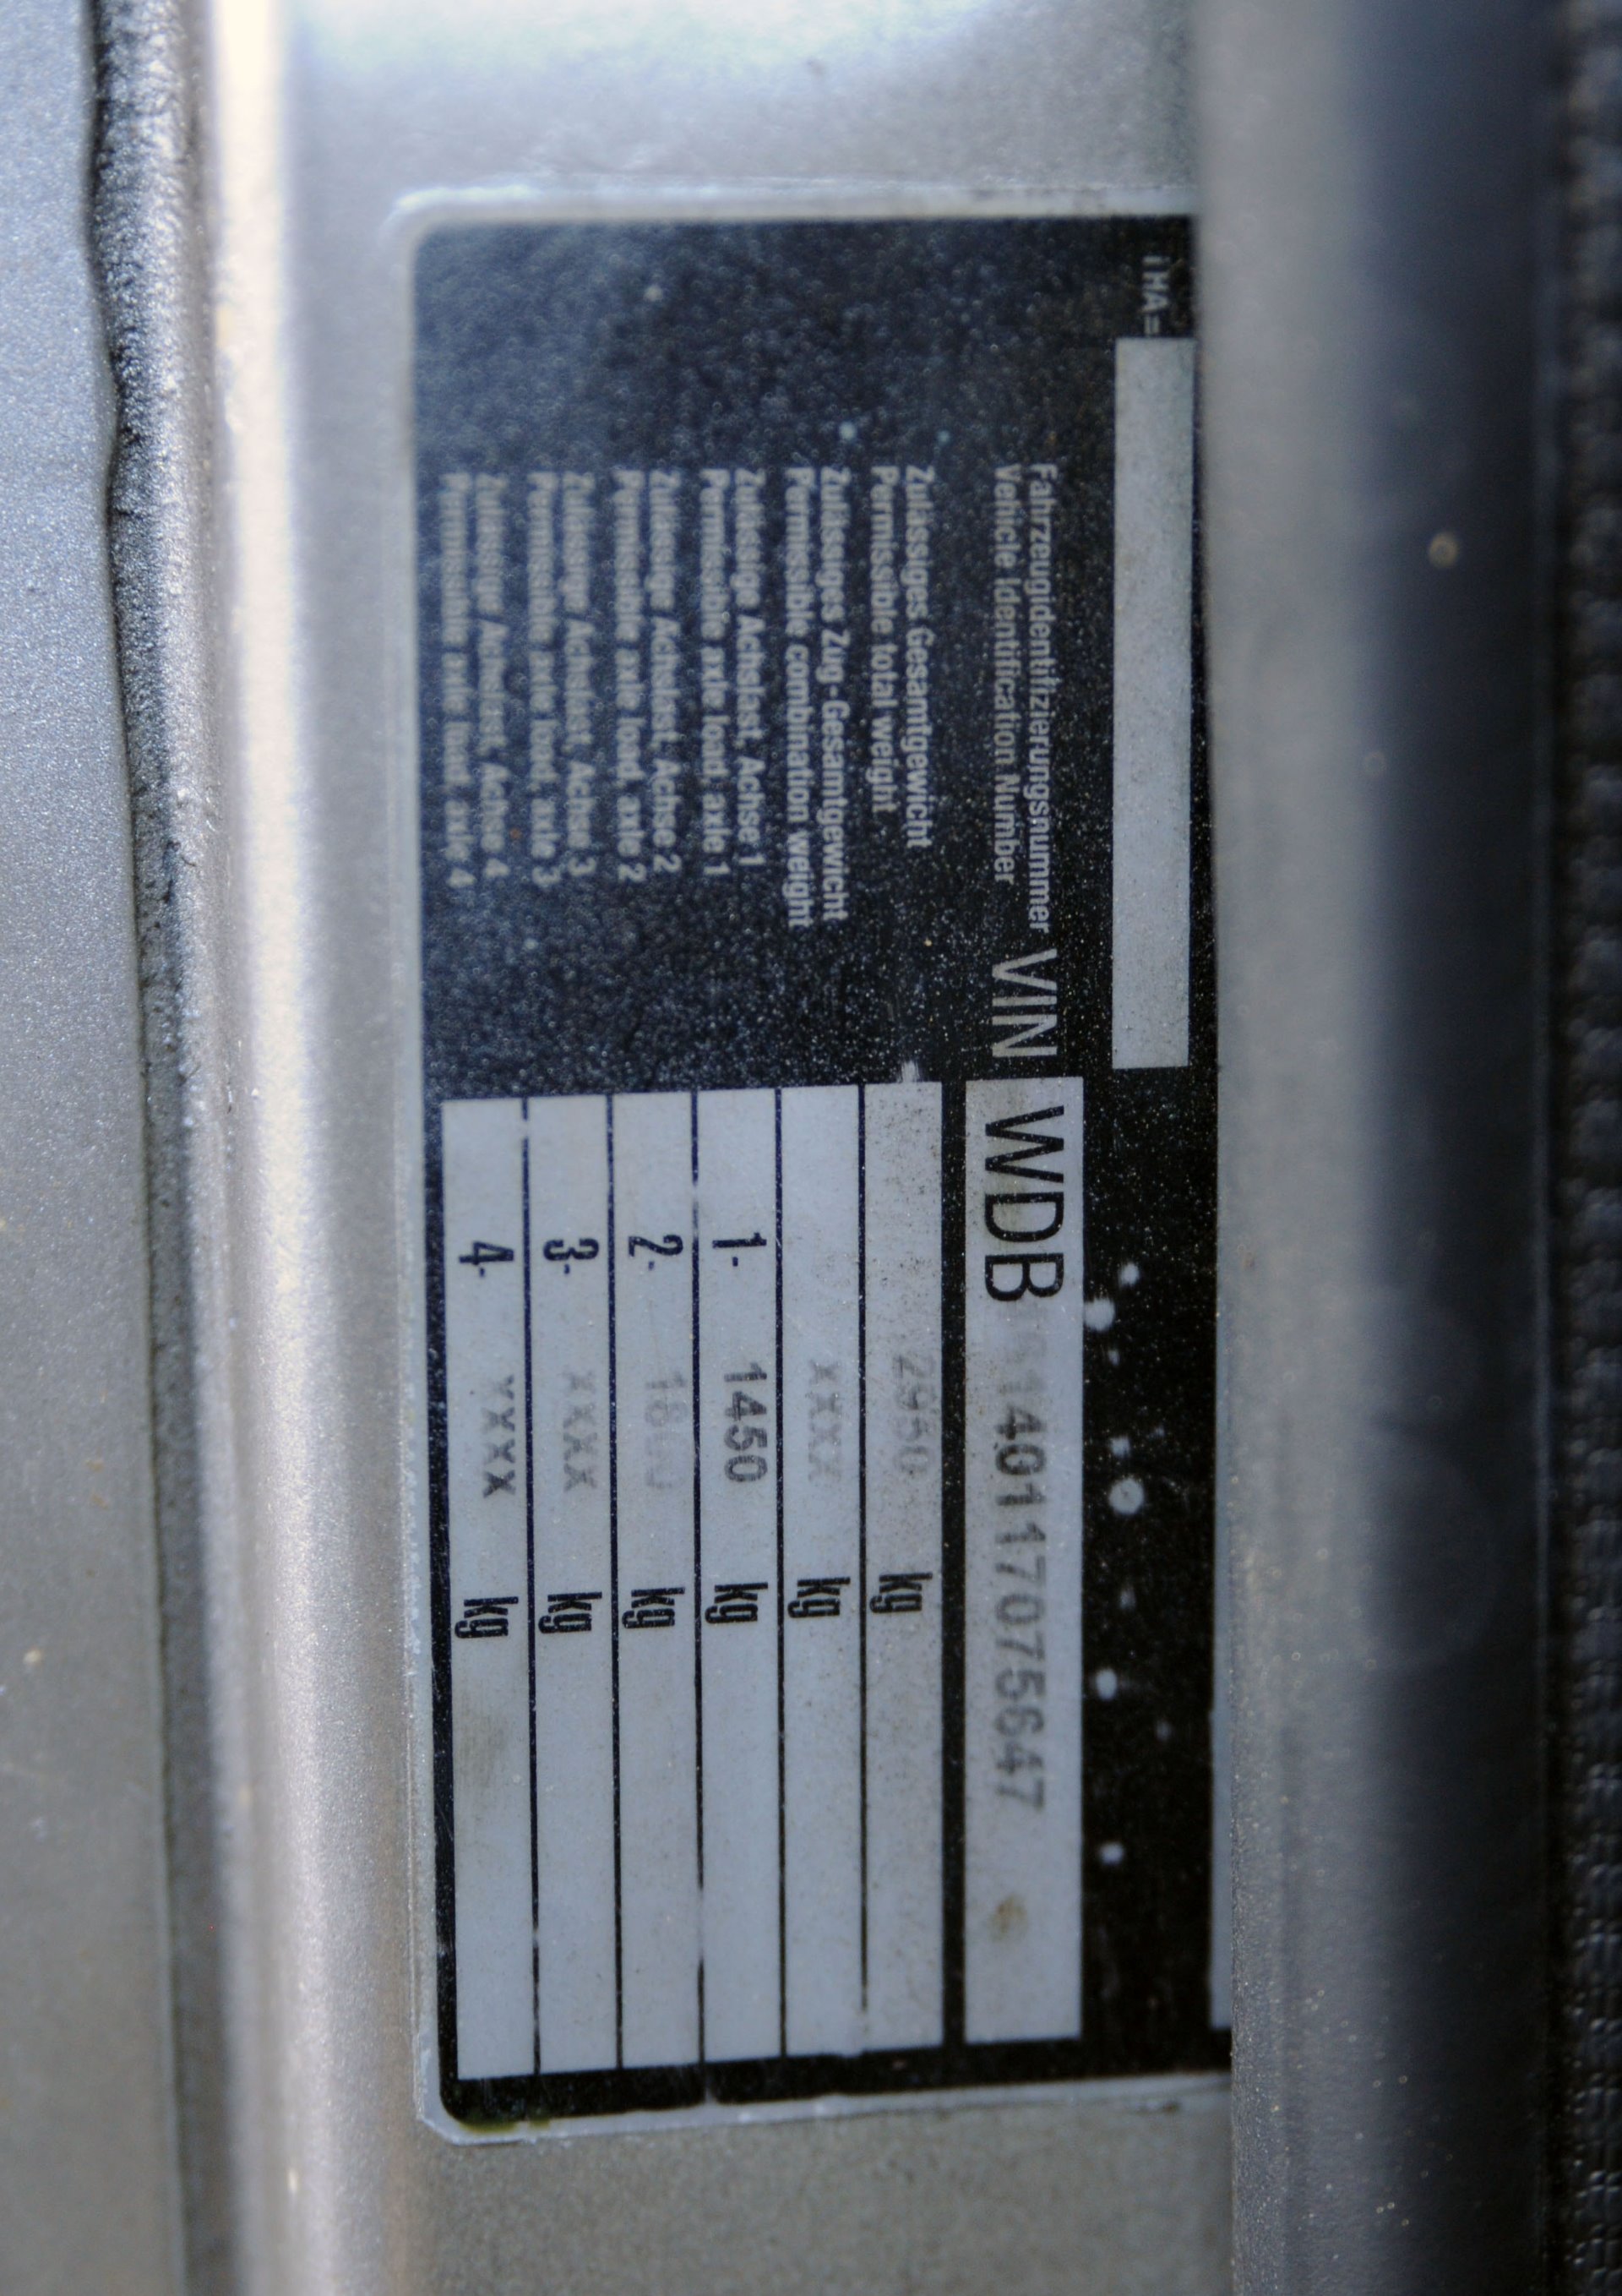 TMA=
Fahrzeugidentifizierungsnummer
Vehicle Identification Number
VIN WDB
Zulässiges Gesamtgewicht
Permissible total weight
2950 kg
Zulässiges Zug-Gesamtgewicht
Permissible combination weight
XXXX kg
Zulässige Achslast, Achse 1
Permissible axle load, axle 1
1- 1450 kg
Zulässige Achslast, Achse 2
Permissible axle load, axle 2
2- kg
Zulässige Achslast, Achse 3
Permissible axle load, axle 3
3- XXXX kg
Zulässige Achslast, Achse 4
Permissible axle load, axle 4
4- XXXX kg